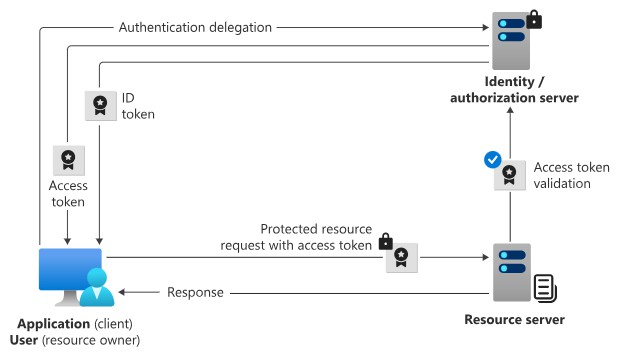 Authentication delegation
Identity /
authorization server
ID
token
Access
token
Access token
validation
Protected resource
request with access token
Response
Application (client)
User (resource owner)
Resource server